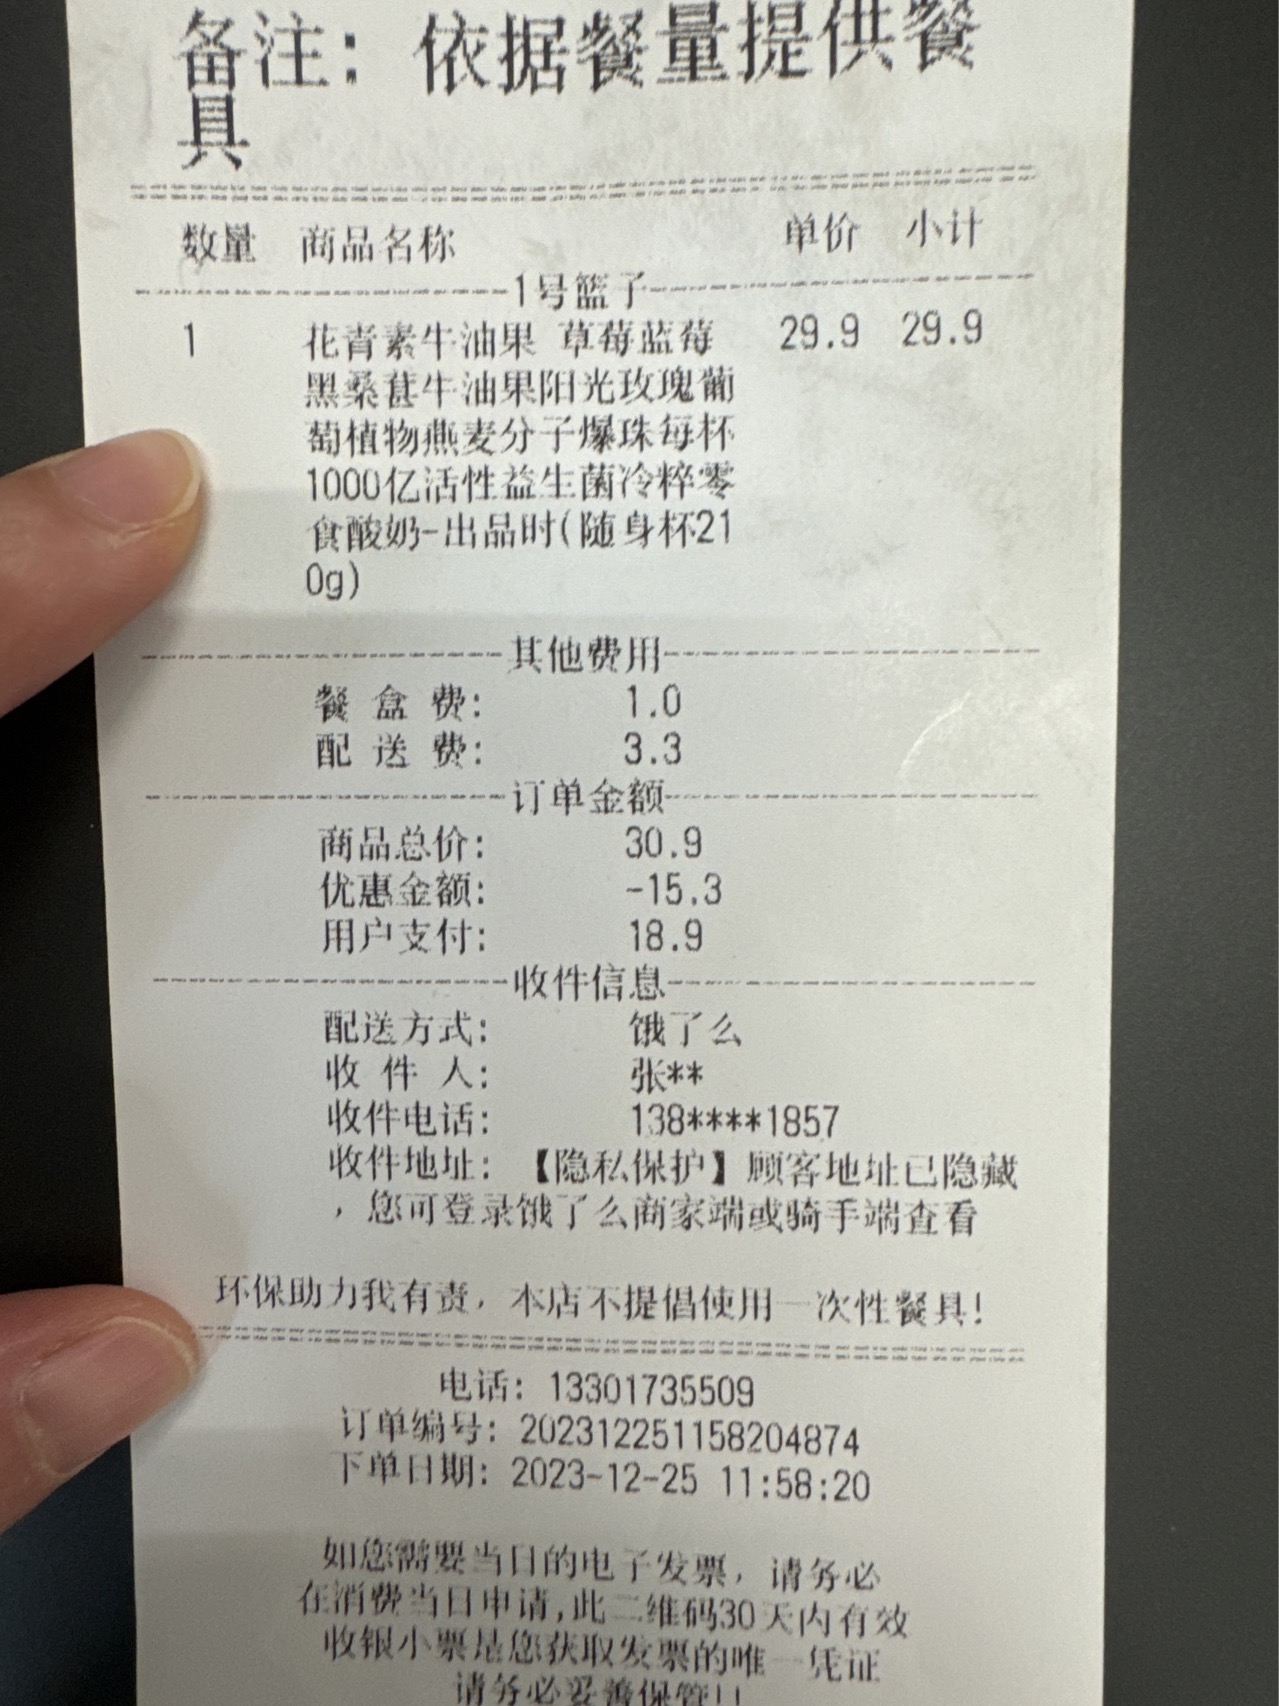 备注：依据餐量提供餐
具
数量 商品名称 单价 小计
1号篮子
1 花青素牛油果 草莓蓝莓 29.9 29.9
黑桑葚牛油果阳光玫瑰葡
萄植物燕麦分子爆珠每杯
1000亿活性益生菌冷粹零
食酸奶-出品时(随身杯21
0g)
其他费用
餐 盒 费: 1.0
配 送 费: 3.3
订单金额
商品总价: 30.9
优惠金额: -15.3
用户支付: 18.9
收件信息
配送方式: 饿了么
收 件 人: 张**
收件电话: 138****1857
收件地址: 【隐私保护】顾客地址已隐藏
，您可登录饿了么商家端或骑手端查看
环保助力我有责，本店不提倡使用一次性餐具!
电话: 13301735509
订单编号: 202312251158204874
下单日期: 2023-12-25 11:58:20
如您需要当日的电子发票，请务必
在消费当日申请,此二维码30天内有效
收银小票是您获取发票的唯一凭证
请务必妥善保管!!